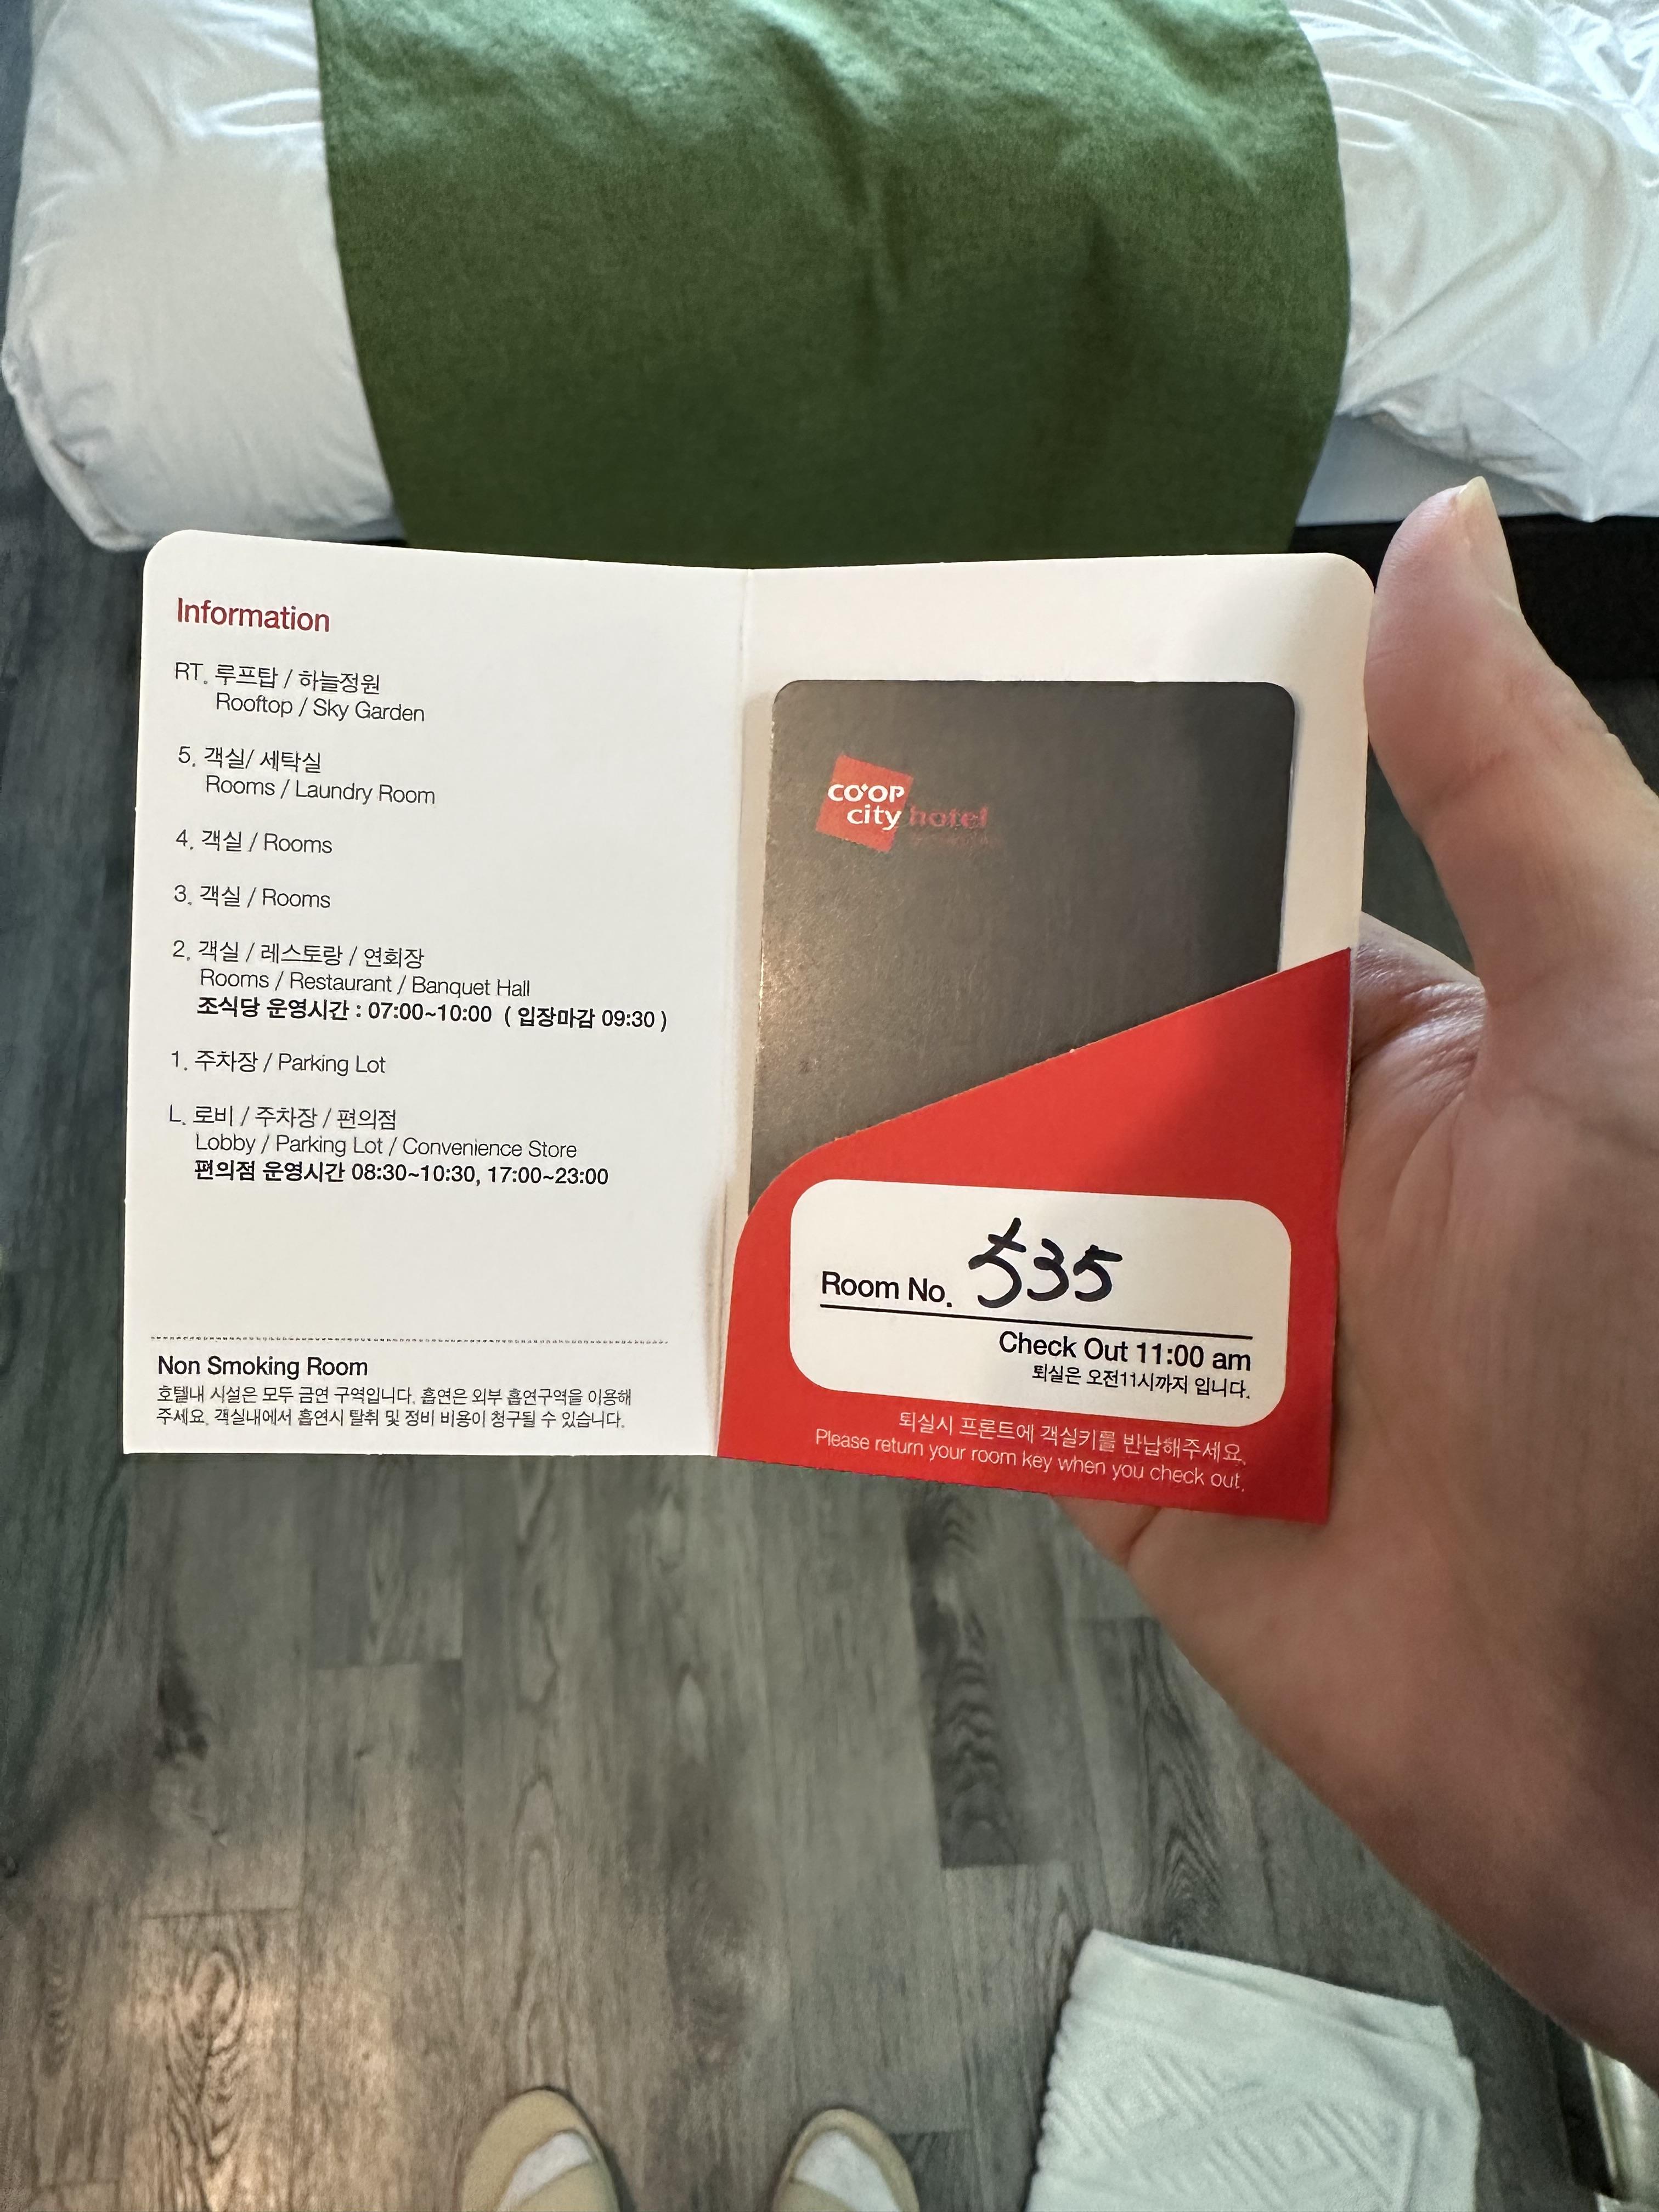 Information
RT. 루프탑 / 하늘정원
Rooftop / Sky Garden
5. 객실/ 세탁실
Rooms / Laundry Room
4. 객실 / Rooms
3. 객실 / Rooms
2. 객실 / 레스토랑 / 연회장
Rooms / Restaurant / Banquet Hall
조식당 운영시간 : 07:00~10:00 ( 입장마감 09:30 )
1. 주차장 / Parking Lot
L. 로비 / 주차장 / 편의점
Lobby / Parking Lot / Convenience Store
편의점 운영시간 08:30~10:30, 17:00~23:00
Non Smoking Room
호텔내 시설은 모두 금연 구역입니다. 흡연은 외부 흡연구역을 이용해
주세요. 객실내에서 흡연시 탈취 및 정비 비용이 청구될 수 있습니다.
CO'OP
city hotel
Room No. 535
Check Out 11:00 am
퇴실은 오전11시까지 입니다.
퇴실시 프론트에 객실키를 반납해주세요.
Please return your room key when you check out.